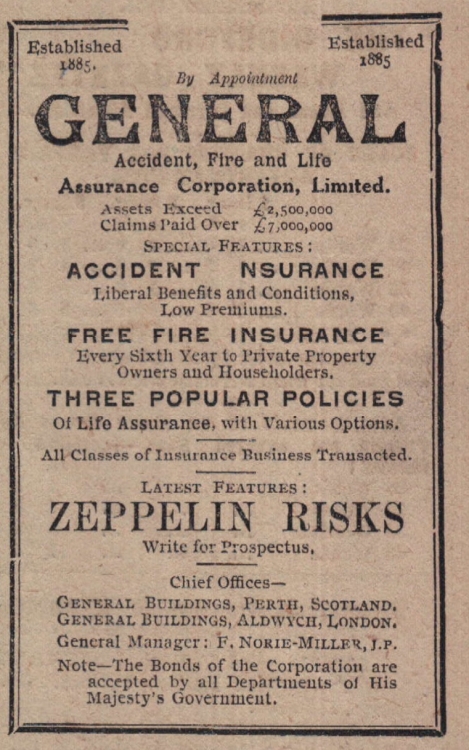 Established
1885.
Established
1885
By Appointment
GENERAL
Accident, Fire and Life
Assurance Corporation, Limited.
Assets Exceed £2,500,000
Claims Paid Over £7,000,000
SPECIAL FEATURES :
ACCIDENT NSURANCE
Liberal Benefits and Conditions,
Low Premiums.
FREE FIRE INSURANCE
Every Sixth Year to Private Property
Owners and Householders.
THREE POPULAR POLICIES
Of Life Assurance, with Various Options.
All Classes of Insurance Business Transacted.
LATEST FEATURES :
ZEPPELIN RISKS
Write for Prospectus.
Chief Offices—
GENERAL BUILDINGS, PERTH, SCOTLAND.
GENERAL BUILDINGS, ALDWYCH, LONDON.
General Manager : F. NORIE-MILLER, J.P.
Note—The Bonds of the Corporation are
accepted by all Departments of His
Majesty's Government.